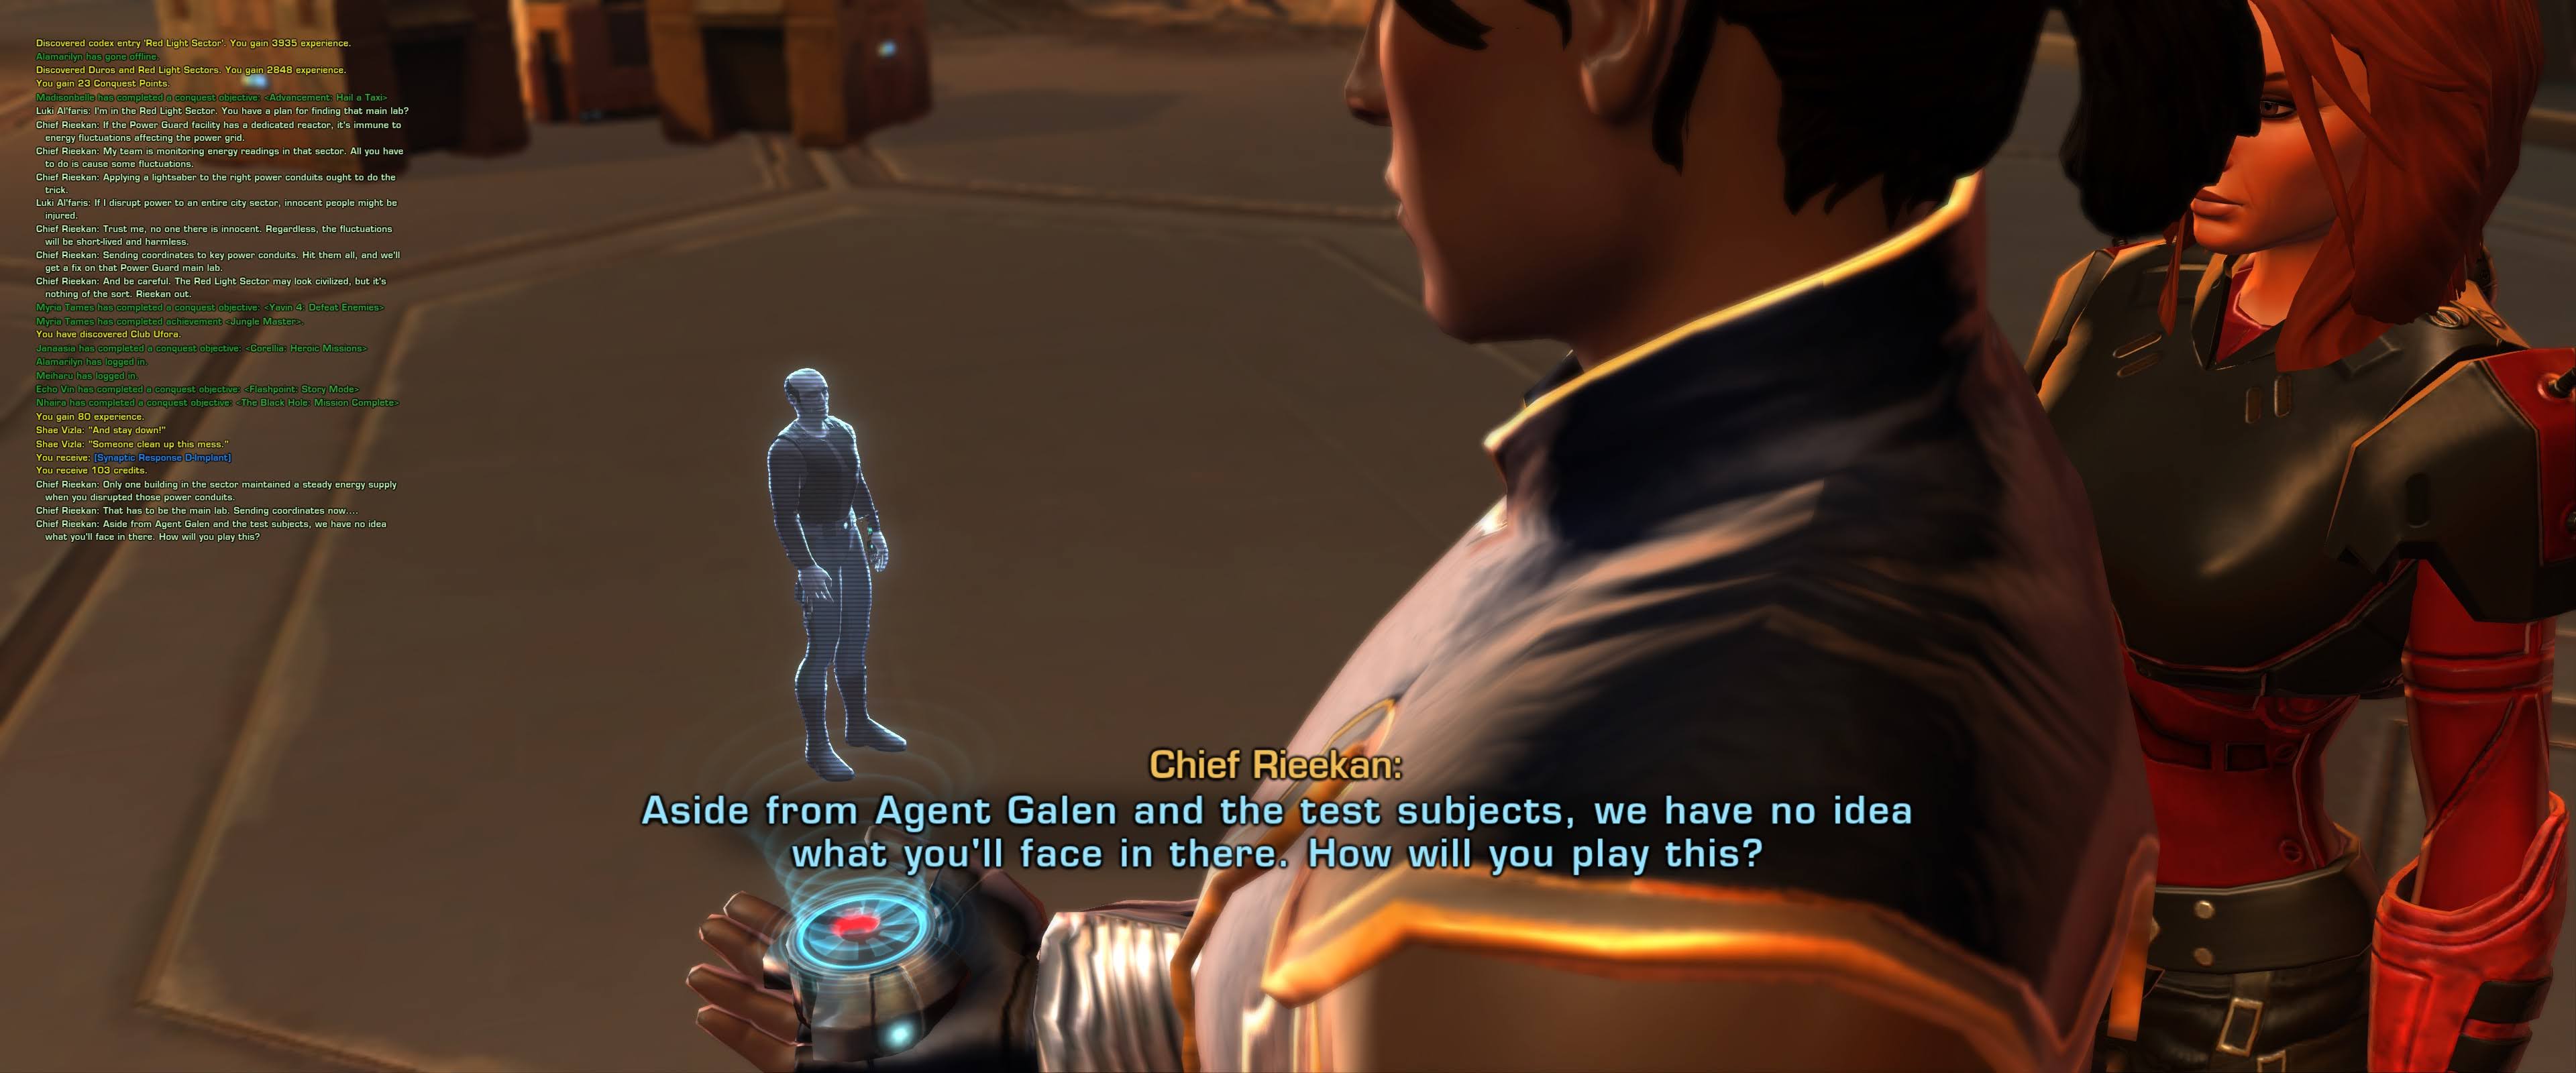 Discovered codex entry 'Red Light Sector'. You gain 3935 experience.
Alamarilyn has gone offline.
Discovered Duros and Red Light Sectors. You gain 2848 experience.
You gain 23 Conquest Points.
Madisonbelle has completed a conquest objective: <Advancement: Hail a Taxi>
Luki Al'faris: I'm in the Red Light Sector. You have a plan for finding that main lab?
Chief Rieekan: If the Power Guard facility has a dedicated reactor, it's immune to
energy fluctuations affecting the power grid.
Chief Rieekan: My team is monitoring energy readings in that sector. All you have
to do is cause some fluctuations.
Chief Rieekan: Applying a lightsaber to the right power conduits ought to do the
trick.
Luki Al'faris: If I disrupt power to an entire city sector, innocent people might be
injured.
Chief Rieekan: Trust me, no one there is innocent. Regardless, the fluctuations
will be short-lived and harmless.
Chief Rieekan: Sending coordinates to key power conduits. Hit them all, and we'll
get a fix on that Power Guard main lab.
Chief Rieekan: And be careful. The Red Light Sector may look civilized, but it's
nothing of the sort. Rieekan out.
Myria Tames has completed a conquest objective: <Yavin 4: Defeat Enemies>
Myria Tames has completed achievement <Jungle Master>.
You have discovered Club Ufora.
Janaasia has completed a conquest objective: <Corellia: Heroic Missions>
Alamarilyn has logged in.
Meiharu has logged in.
Echo Vin has completed a conquest objective: <Flashpoint: Story Mode>
Nhaira has completed a conquest objective: <The Black Hole: Mission Complete>
You gain 80 experience.
Shae Vizla: "And stay down!"
Shae Vizla: "Someone clean up this mess."
You receive: [Synaptic Response D-Implant]
You receive 103 credits.
Chief Rieekan: Only one building in the sector maintained a steady energy supply
when you disrupted those power conduits.
Chief Rieekan: That has to be the main lab. Sending coordinates now....
Chief Rieekan: Aside from Agent Galen and the test subjects, we have no idea
what you'll face in there. How will you play this?
Chief Rieekan:
Aside from Agent Galen and the test subjects, we have no idea
what you'll face in there. How will you play this?